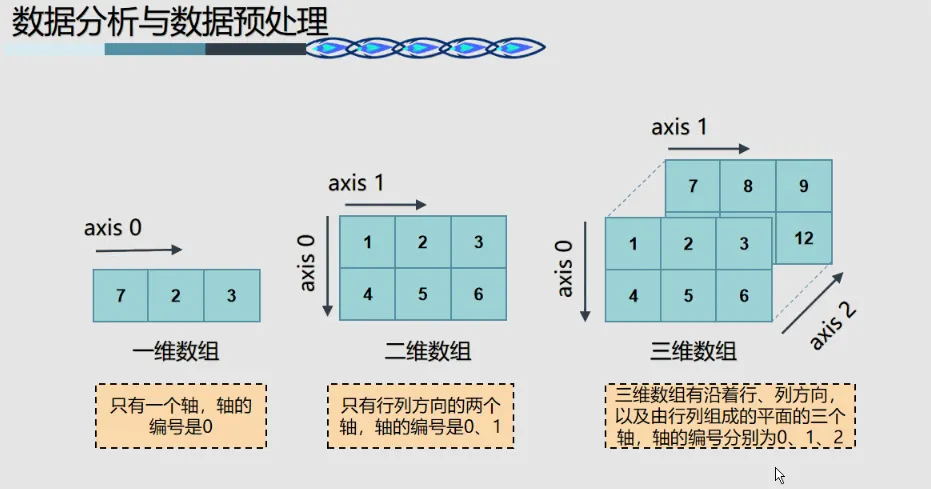 数据分析与数据预处理
axis 0
7 2 3
一维数组
只有一个轴，轴的
编号是0
axis 1
axis 0
1 2 3
4 5 6
二维数组
只有行列方向的两个
轴，轴的编号是0、1
axis 1
7 8 9
12
axis 0
1 2 3
4 5 6
axis 2
三维数组
三维数组有沿着行、列方向，
以及由行列组成的平面的三个
轴，轴的编号分别为0、1、2